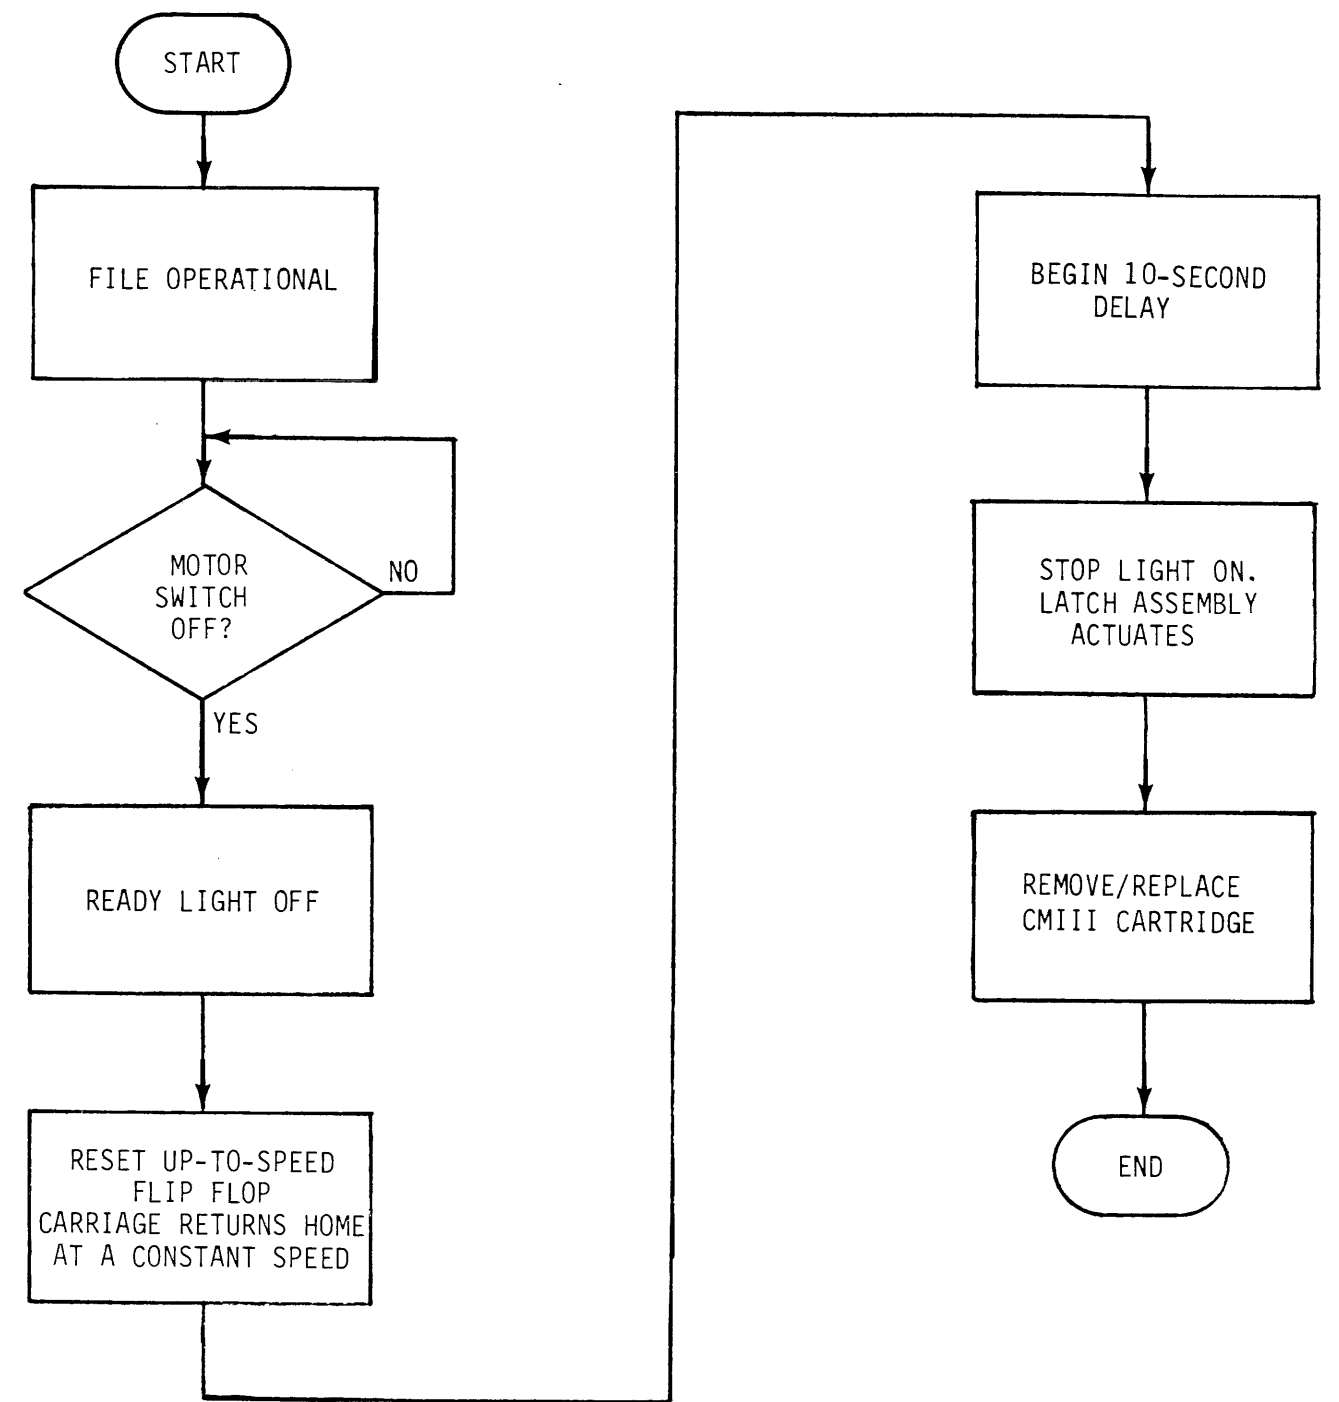 START
FILE OPERATIONAL
MOTOR
SWITCH
OFF?
NO
YES
READY LIGHT OFF
RESET UP-TO-SPEED
FLIP FLOP
CARRIAGE RETURNS HOME
AT A CONSTANT SPEED
BEGIN 10-SECOND
DELAY
STOP LIGHT ON.
LATCH ASSEMBLY
ACTUATES
REMOVE/REPLACE
CMIII CARTRIDGE
END